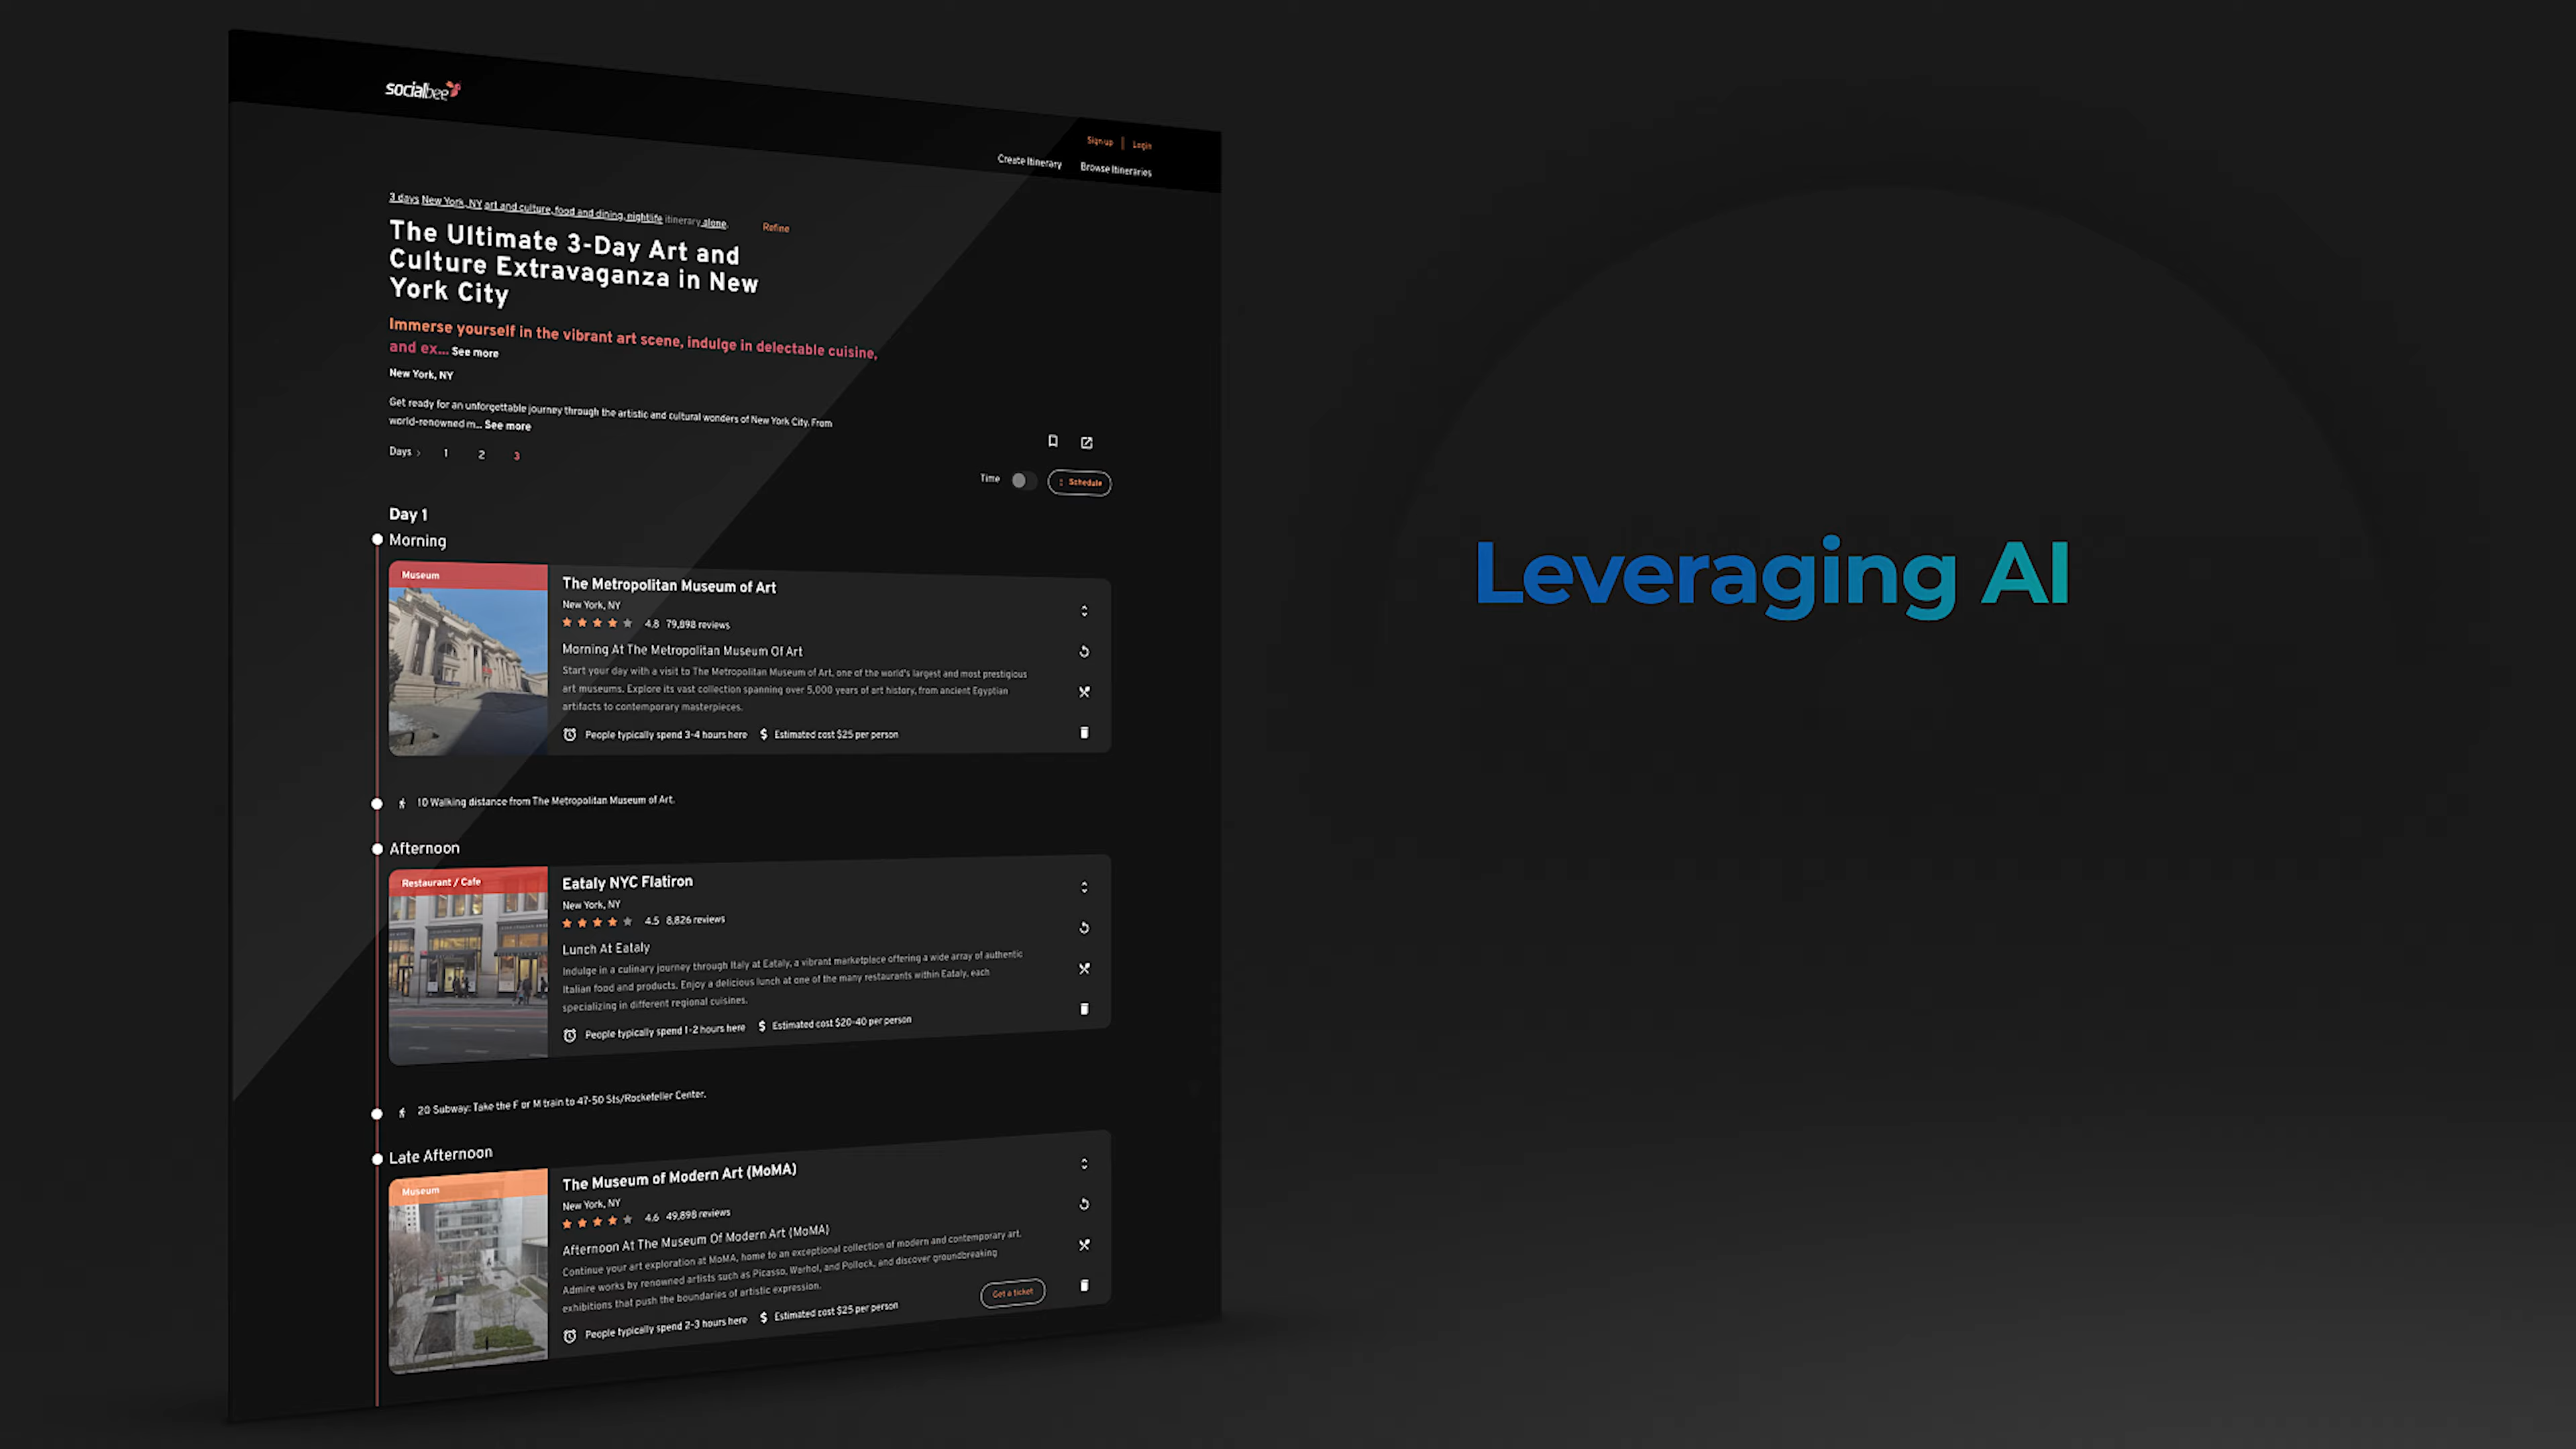 socialbee
Sign up | Login
Create Itinerary Browse Itineraries
3 days New York, NY art and culture, food and dining, nightlife itinerary alone. Refine
The Ultimate 3-Day Art and
Culture Extravaganza in New
York City
Immerse yourself in the vibrant art scene, indulge in delectable cuisine,
and ex... See more
New York, NY
Get ready for an unforgettable journey through the artistic and cultural wonders of New York City. From
world-renowned m... See more
Days > 1 2 3
Time Schedule
Day 1
Morning
Museum
The Metropolitan Museum of Art
New York, NY
4.8 79,898 reviews
Morning At The Metropolitan Museum Of Art
Start your day with a visit to The Metropolitan Museum of Art, one of the world's largest and most prestigious
art museums. Explore its vast collection spanning over 5,000 years of art history, from ancient Egyptian
artifacts to contemporary masterpieces.
People typically spend 3-4 hours here $ Estimated cost $25 per person
10 Walking distance from The Metropolitan Museum of Art.
Afternoon
Restaurant / Cafe
Eataly NYC Flatiron
New York, NY
4.5 8,826 reviews
Lunch At Eataly
Indulge in a culinary journey through Italy at Eataly, a vibrant marketplace offering a wide array of authentic
Italian food and products. Enjoy a delicious lunch at one of the many restaurants within Eataly, each
specializing in different regional cuisines.
People typically spend 1-2 hours here $ Estimated cost $20-40 per person
20 Subway: Take the F or M train to 47-50 Sts/Rockefeller Center.
Late Afternoon
Museum
The Museum of Modern Art (MoMA)
New York, NY
4.6 49,898 reviews
Afternoon At The Museum Of Modern Art (MoMA)
Continue your art exploration at MoMA, home to an exceptional collection of modern and contemporary art.
Admire works by renowned artists such as Picasso, Warhol, and Pollock, and discover groundbreaking
exhibitions that push the boundaries of artistic expression.
People typically spend 2-3 hours here $ Estimated cost $25 per person
Get a ticket
Leveraging AI